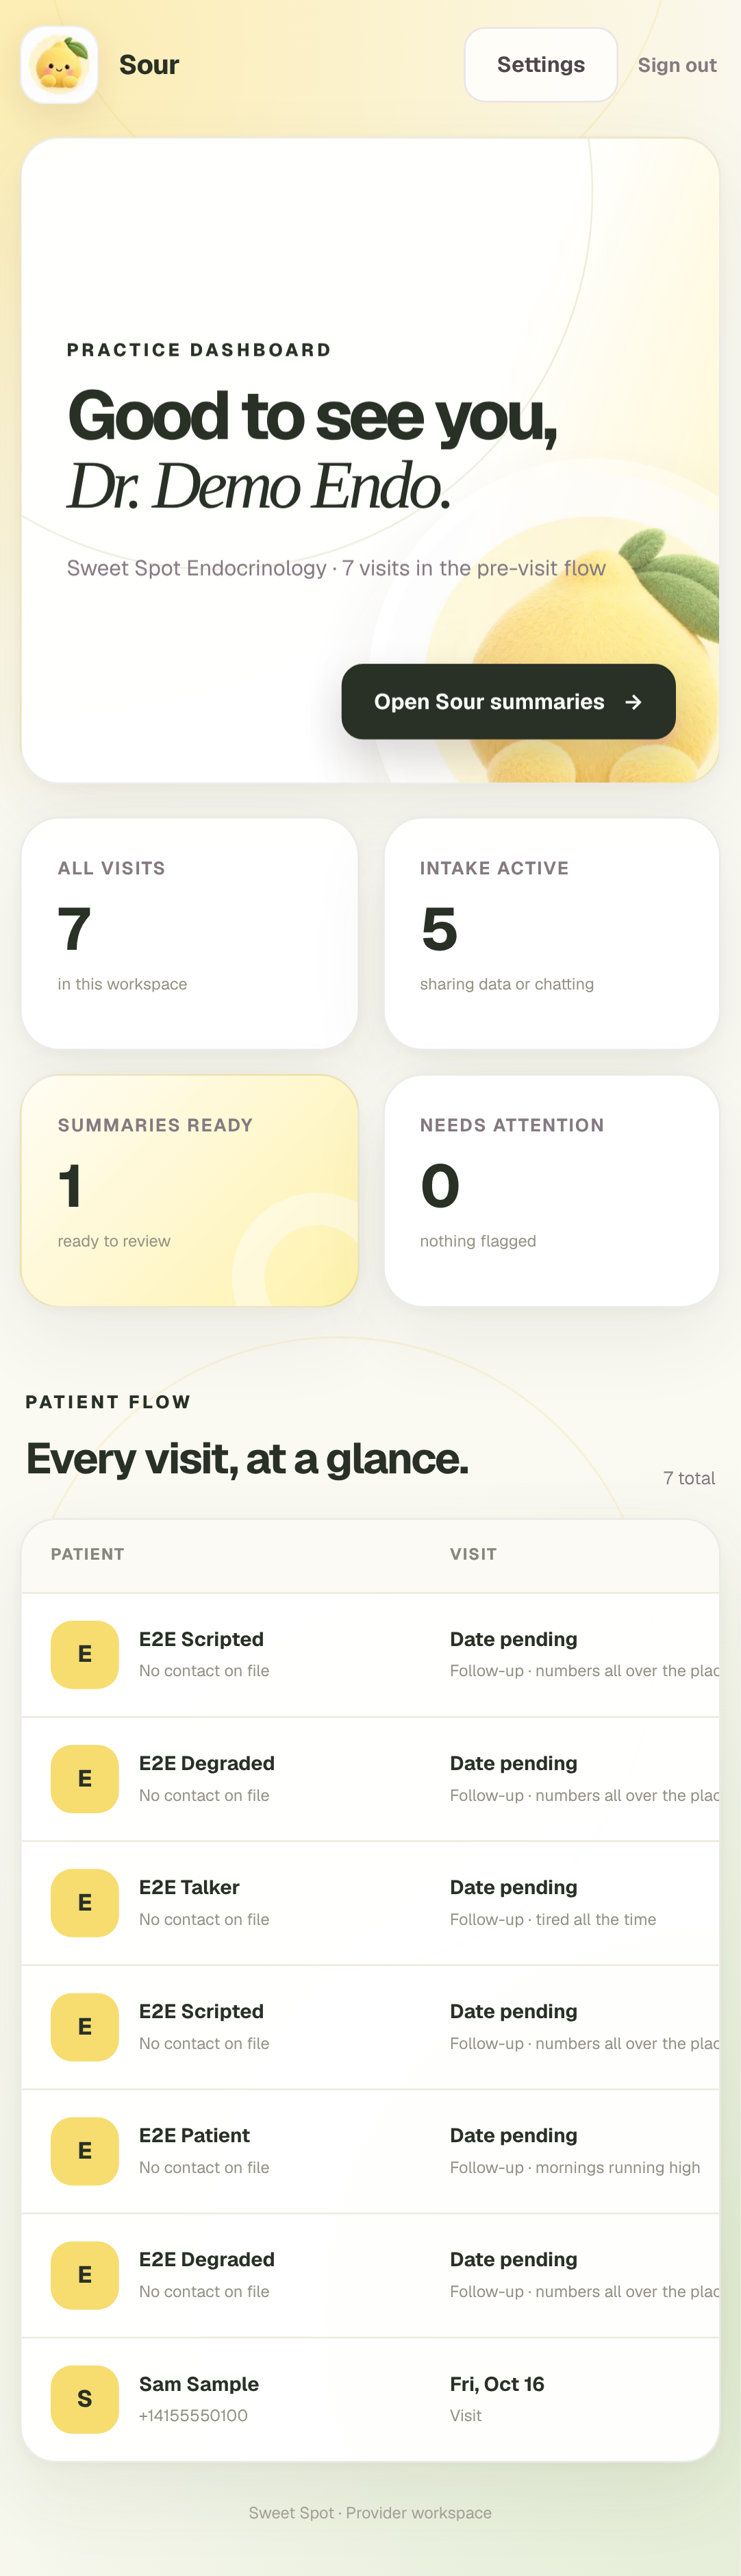 Sour
Settings
Sign out
PRACTICE DASHBOARD
Good to see you,
Dr. Demo Endo.
Sweet Spot Endocrinology · 7 visits in the pre-visit flow
Open Sour summaries →
ALL VISITS
7
in this workspace
INTAKE ACTIVE
5
sharing data or chatting
SUMMARIES READY
1
ready to review
NEEDS ATTENTION
0
nothing flagged
PATIENT FLOW
Every visit, at a glance.
7 total
PATIENT VISIT
E E2E Scripted Date pending
No contact on file Follow-up · numbers all over the plac
E E2E Degraded Date pending
No contact on file Follow-up · numbers all over the plac
E E2E Talker Date pending
No contact on file Follow-up · tired all the time
E E2E Scripted Date pending
No contact on file Follow-up · numbers all over the plac
E E2E Patient Date pending
No contact on file Follow-up · mornings running high
E E2E Degraded Date pending
No contact on file Follow-up · numbers all over the plac
S Sam Sample Fri, Oct 16
+14155550100 Visit
Sweet Spot · Provider workspace